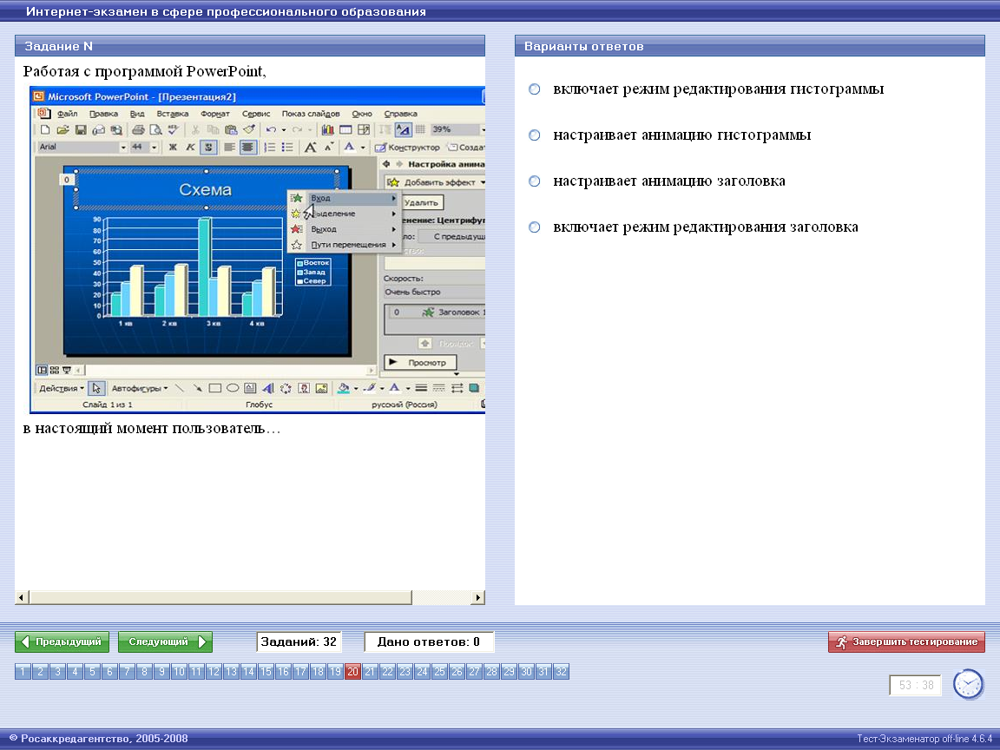 Интернет-экзамен в сфере профессионального образования
Задание N
Работая с программой PowerPoint,
Microsoft PowerPoint - [Презентация2]
Файл Правка Вид Вставка Формат Сервис Показ слайдов Окно Справка
39%
Arial 44 Ж К Ч Конструктор Создат
Настройка анима
0
Добавить эффект
Схема
Вход
Удалить
ыделение
нение: Центрифуг
Выход
ло: С предыдущ
Пути перемещения
90
80
70
60
50
40
30
20
10
0
1 кв 2 кв 3 кв 4 кв
Восток
Запад
Север
Скорость:
Очень быстро
0 Заголовок 1
Порядок
Просмотр
Действия Автофигуры
Слайд 1 из 1 Глобус русский (Россия)
в настоящий момент пользователь…
Варианты ответов
включает режим редактирования гистограммы
настраивает анимацию гистограммы
настраивает анимацию заголовка
включает режим редактирования заголовка
Предыдущий Следующий Заданий: 32 Дано ответов: 0 Завершить тестирование
1 2 3 4 5 6 7 8 9 10 11 12 13 14 15 16 17 18 19 20 21 22 23 24 25 26 27 28 29 30 31 32
53 : 38
© Росаккредагентство, 2005-2008 Тест-Экзаменатор off-line 4.6.4